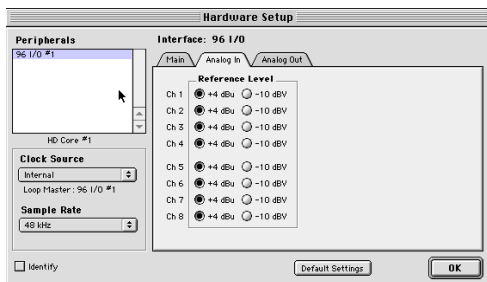 Hardware Setup
Peripherals
96 I/O #1
HD Core #1
Clock Source
Internal
Loop Master : 96 I/O #1
Sample Rate
48 kHz
Identify
Interface: 96 I/O
Main
Analog In
Analog Out
Reference Level
Ch 1 +4 dBu -10 dBV
Ch 2 +4 dBu -10 dBV
Ch 3 +4 dBu -10 dBV
Ch 4 +4 dBu -10 dBV
Ch 5 +4 dBu -10 dBV
Ch 6 +4 dBu -10 dBV
Ch 7 +4 dBu -10 dBV
Ch 8 +4 dBu -10 dBV
Default Settings
OK